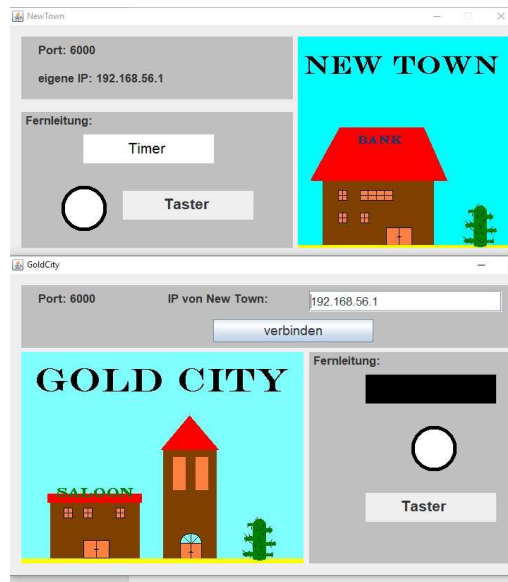 NewTown
Port: 6000
eigene IP: 192.168.56.1
Fernleitung:
Timer
Taster
NEW TOWN
BANK
GoldCity
Port: 6000 IP von New Town: 192.168.56.1
verbinden
GOLD CITY
SALOON
Fernleitung:
Taster